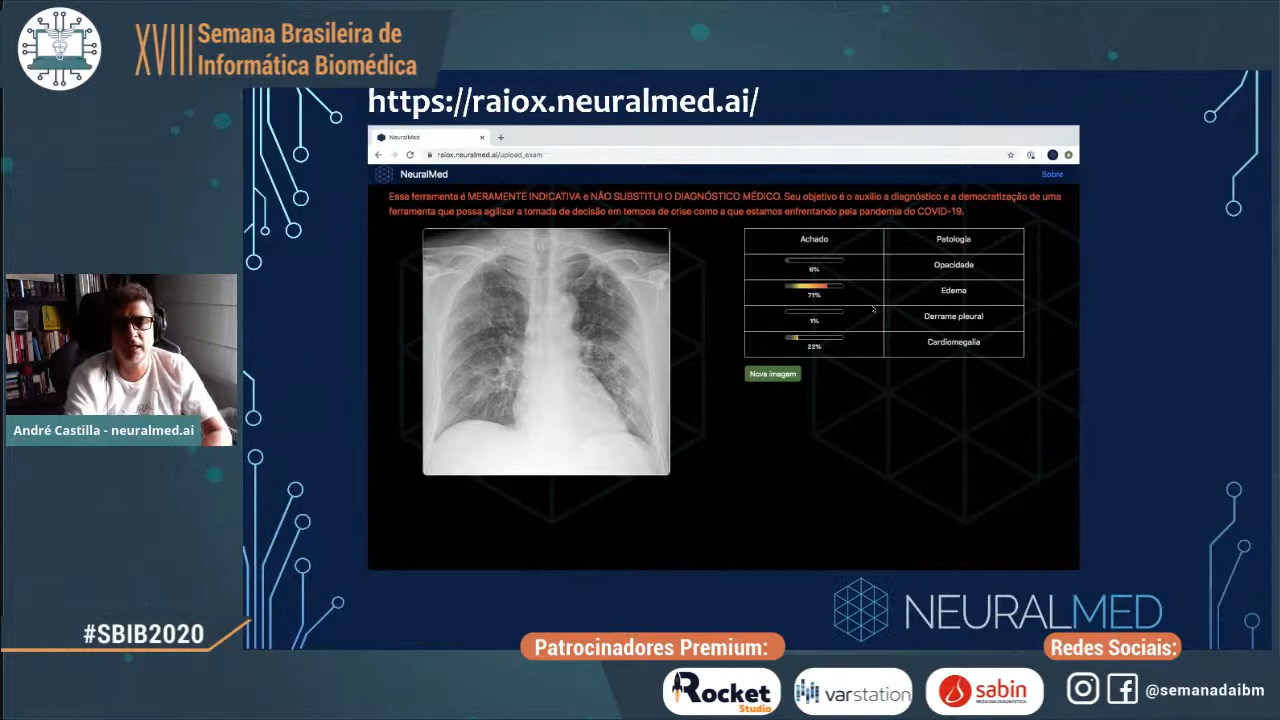 XVIII Semana Brasileira de
Informática Biomédica
https://raiox.neuralmed.ai/
NeuralMed
raiox.neuralmed.ai/upload_exam
NeuralMed
Sobre
Essa ferramenta é MERAMENTE INDICATIVA e NÃO SUBSTITUI O DIAGNÓSTICO MÉDICO. Seu objetivo é o auxílio a diagnóstico e a democratização de uma
ferramenta que possa agilizar a tomada de decisão em tempos de crise como a que estamos enfrentando pela pandemia do COVID-19.
Achado Patologia
6% Opacidade
71% Edema
1% Derrame pleural
22% Cardiomegalia
Nova imagem
André Castilla - neuralmed.ai
NEURALMED
#SBIB2020
Patrocinadores Premium:
Redes Sociais:
Rocket
Studio
varstation
sabin
MEDICINA DIAGNÓSTICA
@semanadaibm